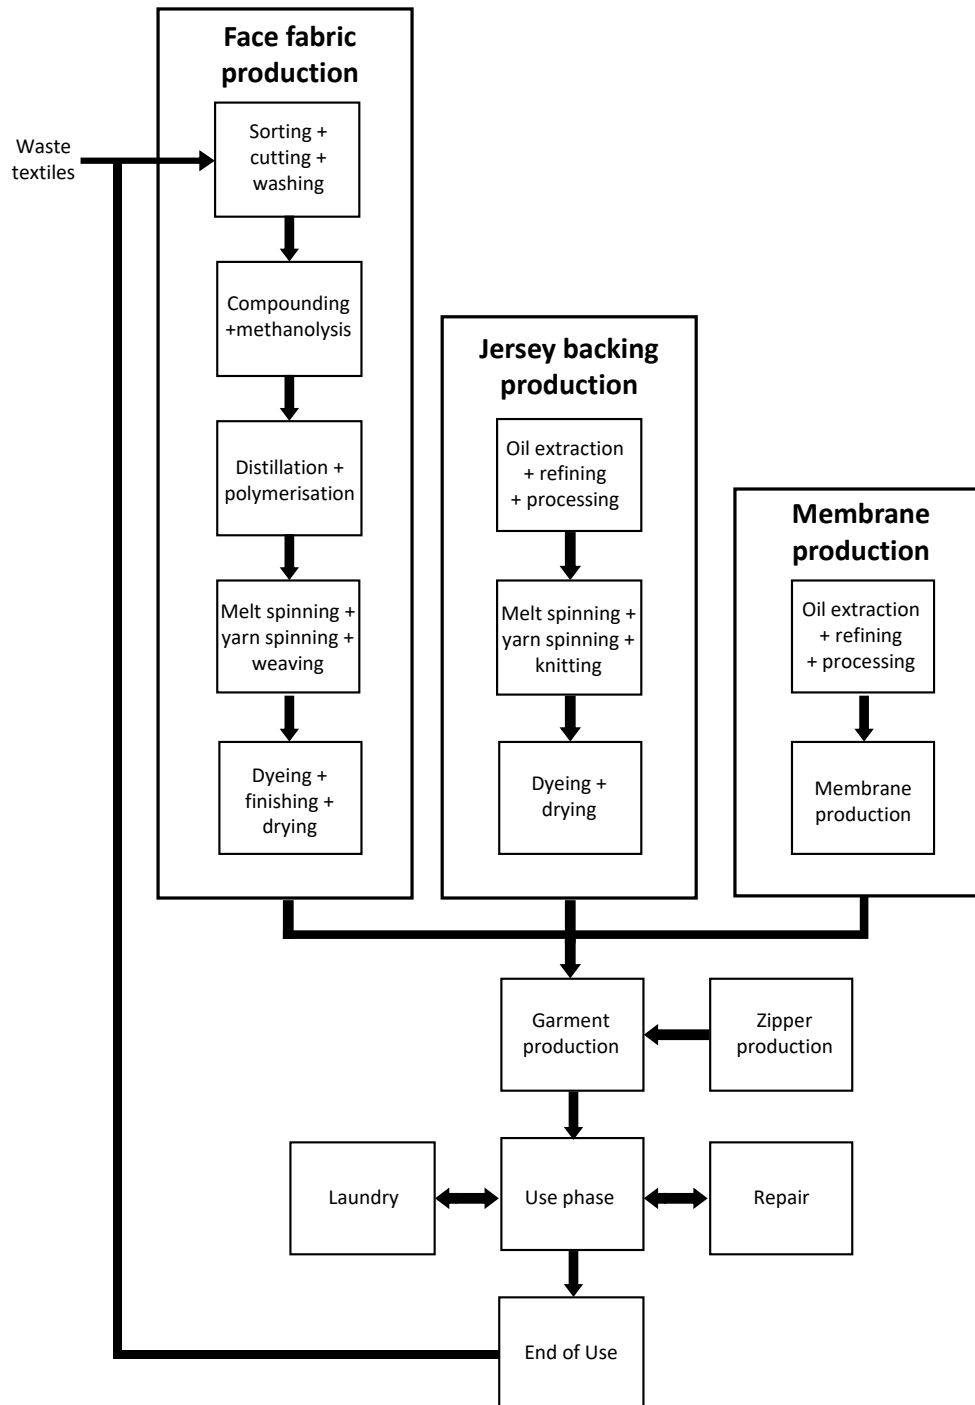 Face fabric
production
Waste
textiles
Sorting +
cutting +
washing
Compounding
+methanolysis
Distillation +
polymerisation
Melt spinning +
yarn spinning +
weaving
Dyeing +
finishing +
drying
Jersey backing
production
Oil extraction
+ refining
+ processing
Melt spinning +
yarn spinning +
knitting
Dyeing +
drying
Membrane
production
Oil extraction
+ refining
+ processing
Membrane
production
Garment
production
Zipper
production
Laundry
Use phase
Repair
End of Use